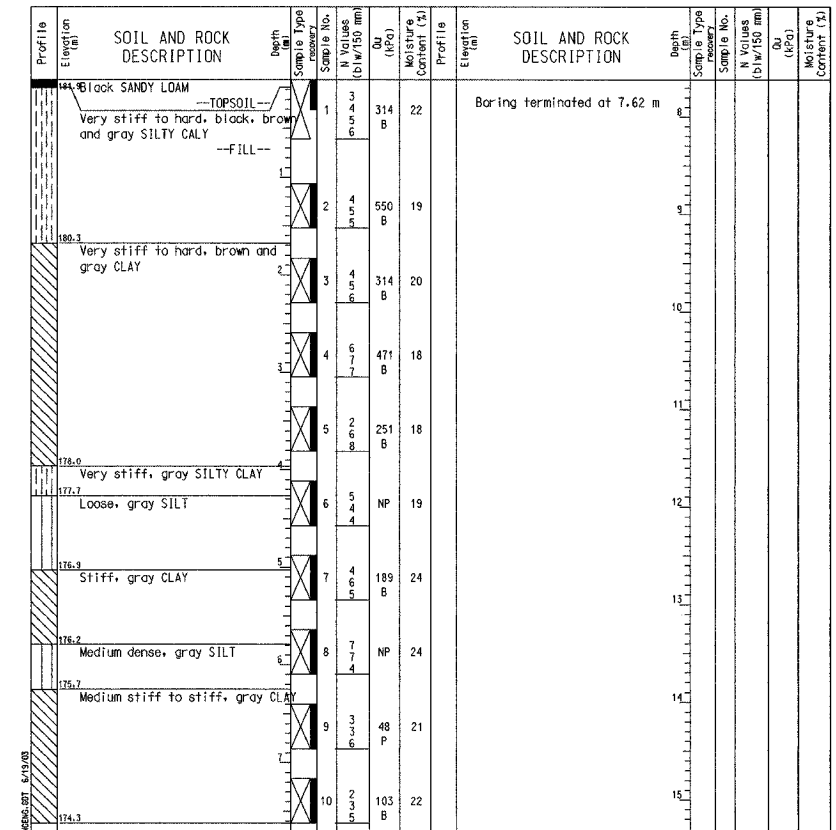 Profile
Elevation (m)
SOIL AND ROCK
DESCRIPTION
Depth (m)
Sample Type
recovery
Sample No.
N Values
(blw/150 mm)
Qu
(kPa)
Moisture
Content (%)
Profile
Elevation (m)
SOIL AND ROCK
DESCRIPTION
Depth (m)
Sample Type
recovery
Sample No.
N Values
(blw/150 mm)
Qu
(kPa)
Moisture
Content (%)
181.9 Black SANDY LOAM
--TOPSOIL--
Very stiff to hard, black, brown
and gray SILTY CALY
--FILL--
1 3 4 5 6 314 B 22
1
2 4 5 5 550 B 19
180.3
Very stiff to hard, brown and
gray CLAY
2
3 4 5 6 314 B 20
4 6 7 7 471 B 18
3
5 2 6 8 251 B 18
178.0
4
Very stiff, gray SILTY CLAY
177.7
Loose, gray SILT
6 5 4 4 NP 19
176.9
5
Stiff, gray CLAY
7 4 6 5 189 B 24
176.2
Medium dense, gray SILT
6
8 7 7 4 NP 24
175.7
Medium stiff to stiff, gray CLAY
9 3 3 6 48 P 21
7
10 2 3 5 103 B 22
174.3
Boring terminated at 7.62 m
8
9
10
11
12
13
14
15
6/19/03